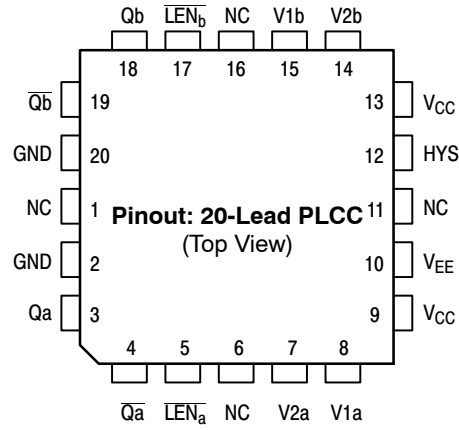 Qb L̅E̅N̅b̅ NC V1b V2b
18 17 16 15 14
Q̅b̅ 19 13 VCC
GND 20 12 HYS
NC 1 Pinout: 20-Lead PLCC 11 NC
(Top View)
GND 2 10 VEE
Qa 3 9 VCC
4 5 6 7 8
Q̅a̅ L̅E̅N̅a̅ NC V2a V1a